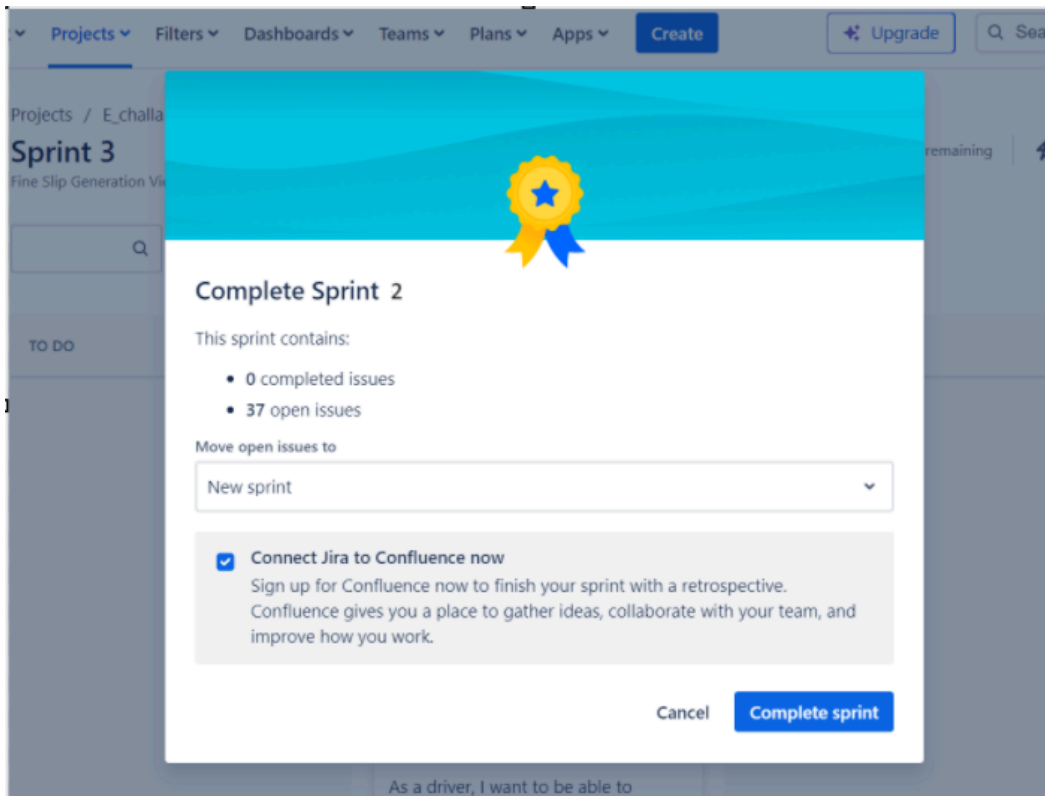 Projects Filters Dashboards Teams Plans Apps Create Upgrade Sea
Projects / E_challa
Sprint 3
remaining
Fine Slip Generation Vi
TO DO
Complete Sprint 2
This sprint contains:
• 0 completed issues
• 37 open issues
Move open issues to
New sprint
Connect Jira to Confluence now
Sign up for Confluence now to finish your sprint with a retrospective.
Confluence gives you a place to gather ideas, collaborate with your team, and
improve how you work.
Cancel Complete sprint
As a driver, I want to be able to